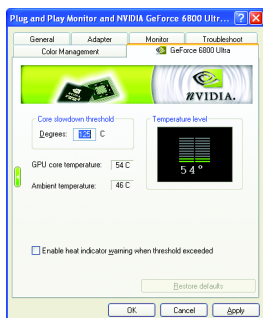 Plug and Play Monitor and NVIDIA GeForce 6800 Ultr...
General Adapter Monitor Troubleshoot
Color Management GeForce 6800 Ultra
NVIDIA.
Core slowdown threshold
Degrees: 125 C
Temperature level
54°
GPU core temperature: 54 C
Ambient temperature: 46 C
Enable heat indicator warning when threshold exceeded
Restore defaults
OK Cancel Apply